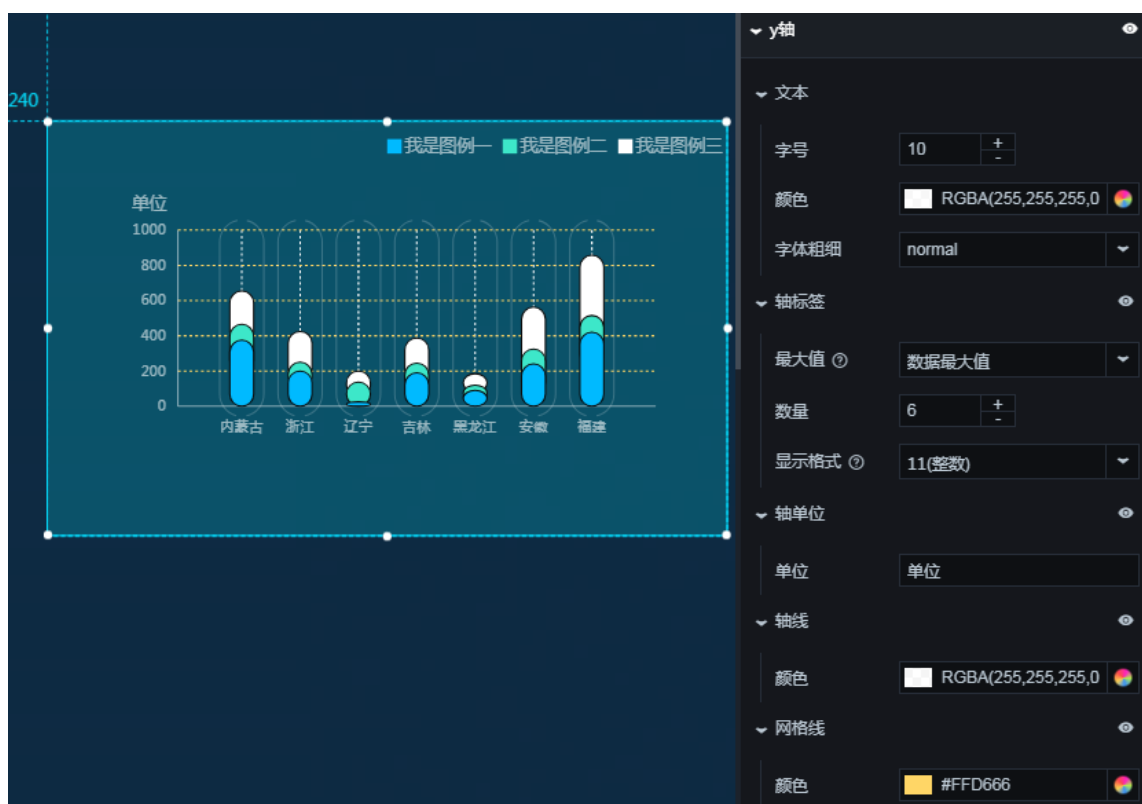 240
我是图例一 我是图例二 我是图例三
单位
1000
800
600
400
200
0
内蒙古 浙江 辽宁 吉林 黑龙江 安徽 福建
y轴
文本
字号 10 + -
颜色 RGBA(255,255,255,0
字体粗细 normal
轴标签
最大值 数据最大值
数量 6 + -
显示格式 11(整数)
轴单位
单位 单位
轴线
颜色 RGBA(255,255,255,0
网格线
颜色 #FFD666